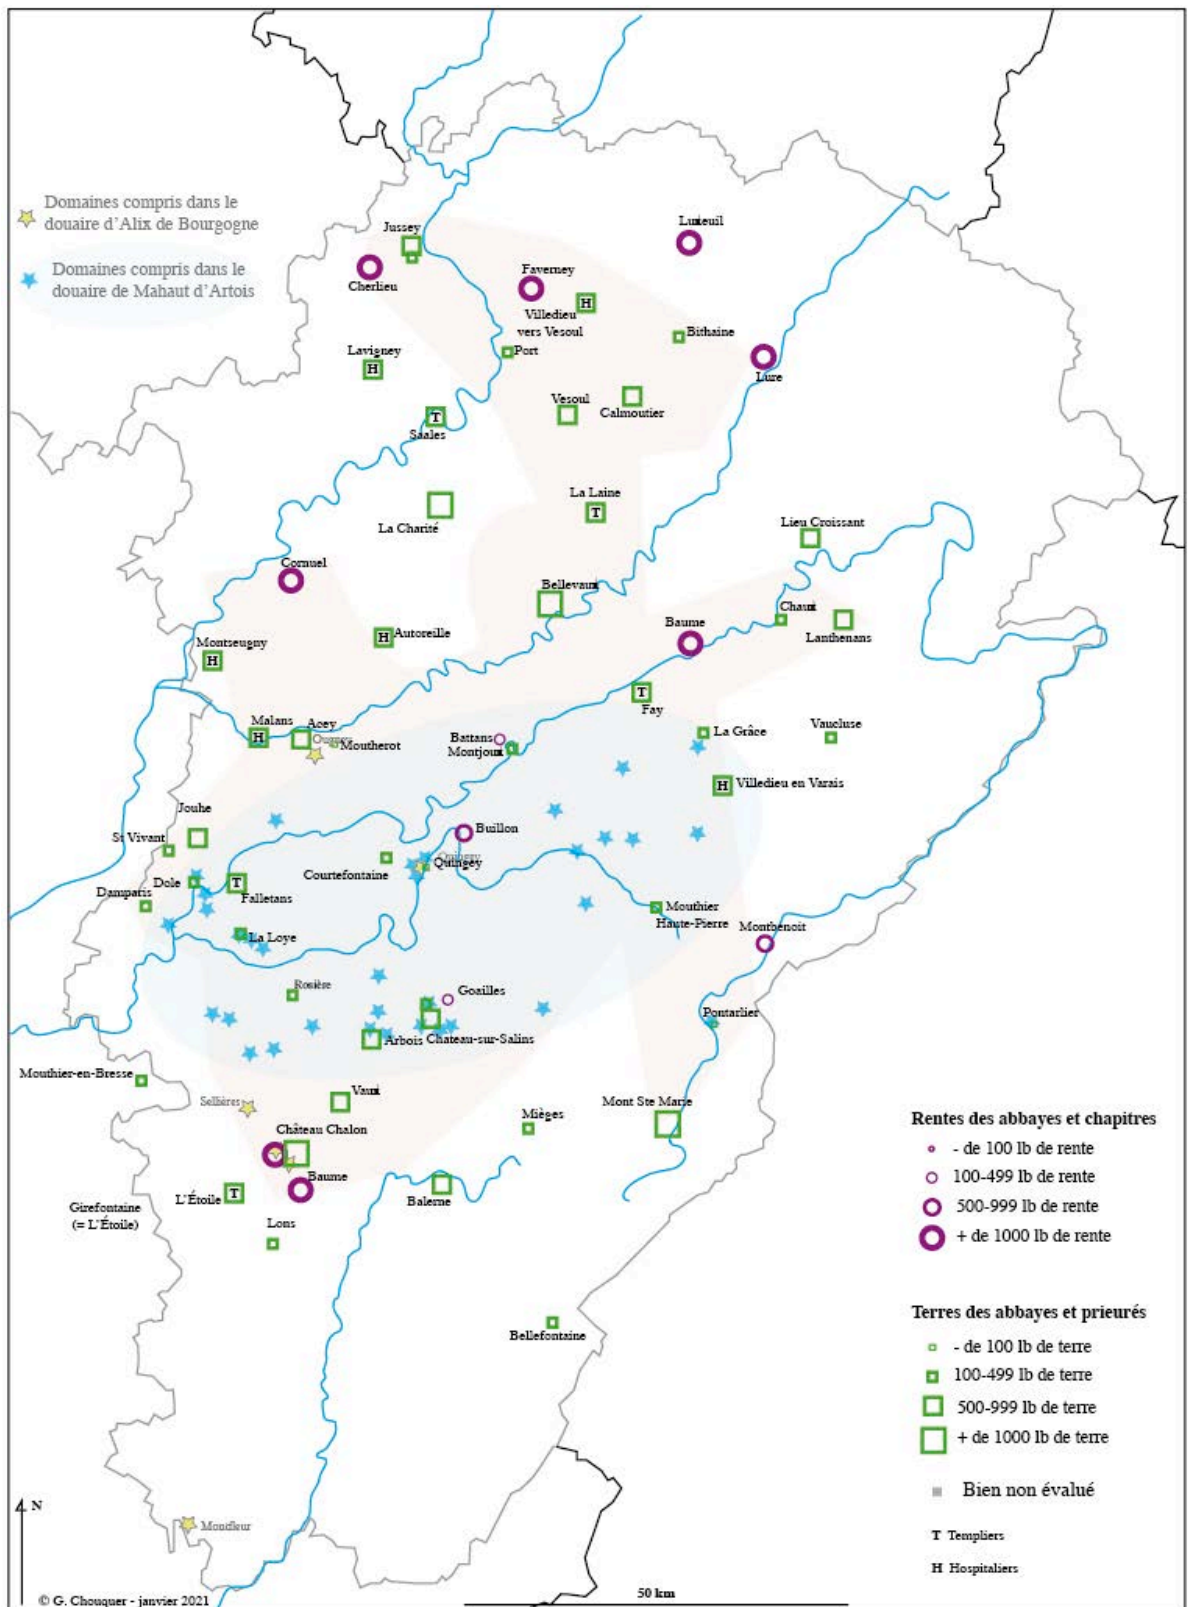 Domaines compris dans le
douaire d'Alix de Bourgogne
Domaines compris dans le
douaire de Mahaut d'Artois
Jussey
Luxeuil
Cherlieu
Faverney
Villedieu
vers Vesoul
Bithaine
Port
Lavigney
H
H
Lure
Vesoul
Calmoutier
T
Saales
La Laine
T
La Charité
Lieu Croissant
Cornuel
Bellevaux
Chaux
Baume
Lanthenans
H
Autoreille
Montseugny
H
T
Fay
Malans
H
Acey
Moutherot
Battans
Montjoux
La Grâce
Vaucluse
H
Villedieu en Varais
Jouhe
St Vivant
Buillon
Courtefontaine
Quingey
Quingey
Dole
T
Falletans
Damparis
Mouthier
Haute-Pierre
La Loye
Montbenoit
Rosière
Goailles
Pontarlier
Arbois
Chateau-sur-Salins
Mouthier-en-Bresse
Vaux
Sellières
Mièges
Mont Ste Marie
Château Chalon
Baume
L'Étoile
T
Balerne
Girefontaine
(= L'Étoile)
Lons
Bellefontaine
Rentes des abbayes et chapitres
- de 100 lb de rente
100-499 lb de rente
500-999 lb de rente
+ de 1000 lb de rente
Terres des abbayes et prieurés
- de 100 lb de terre
100-499 lb de terre
500-999 lb de terre
+ de 1000 lb de terre
Bien non évalué
T Templiers
H Hospitaliers
N
Montfleur
50 km
© G. Chouquer - janvier 2021